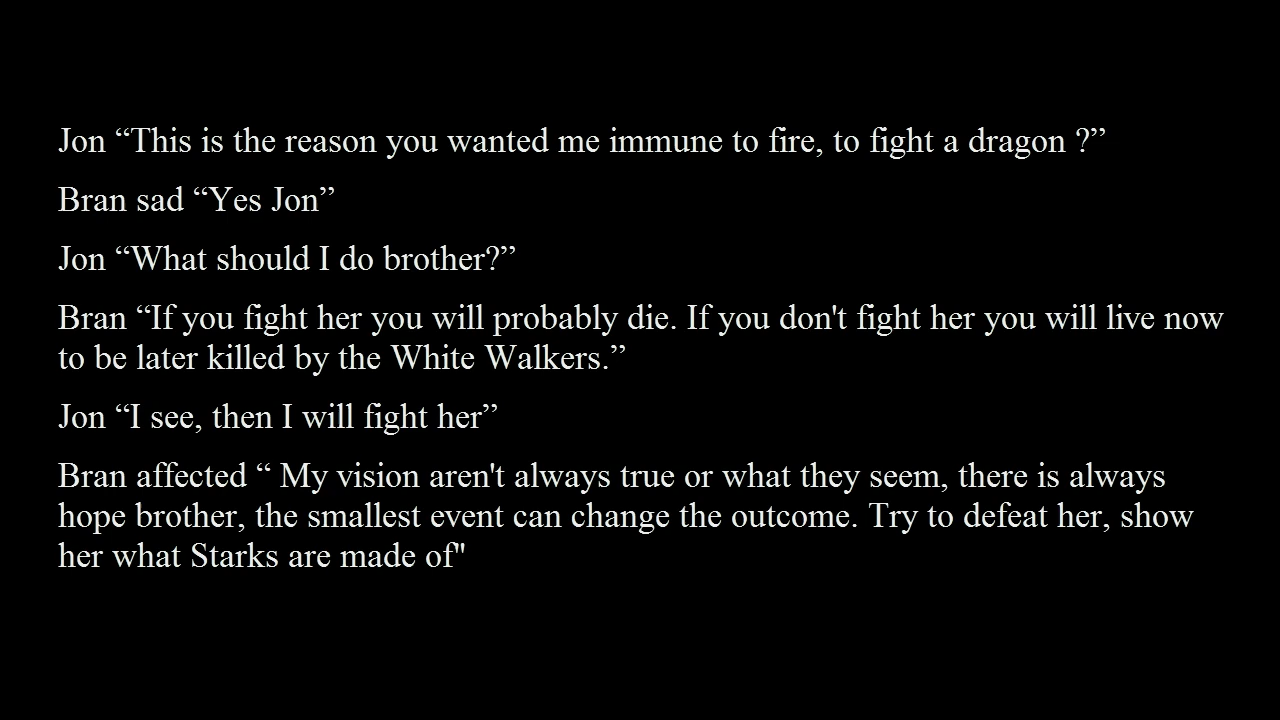 Jon “This is the reason you wanted me immune to fire, to fight a dragon ?”
Bran sad “Yes Jon”
Jon “What should I do brother?”
Bran “If you fight her you will probably die. If you don't fight her you will live now
to be later killed by the White Walkers.”
Jon “I see, then I will fight her”
Bran affected “ My vision aren't always true or what they seem, there is always
hope brother, the smallest event can change the outcome. Try to defeat her, show
her what Starks are made of"